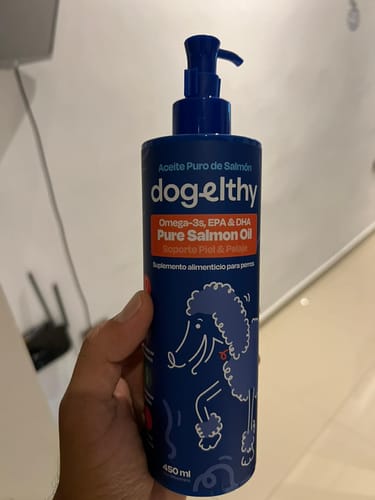 Aceite Puro de Salmón
dogelthy
Omega-3s, EPA & DHA
Pure Salmon Oil
Soporte Piel & Pelaje
Suplemento alimenticio para perros
450 ml